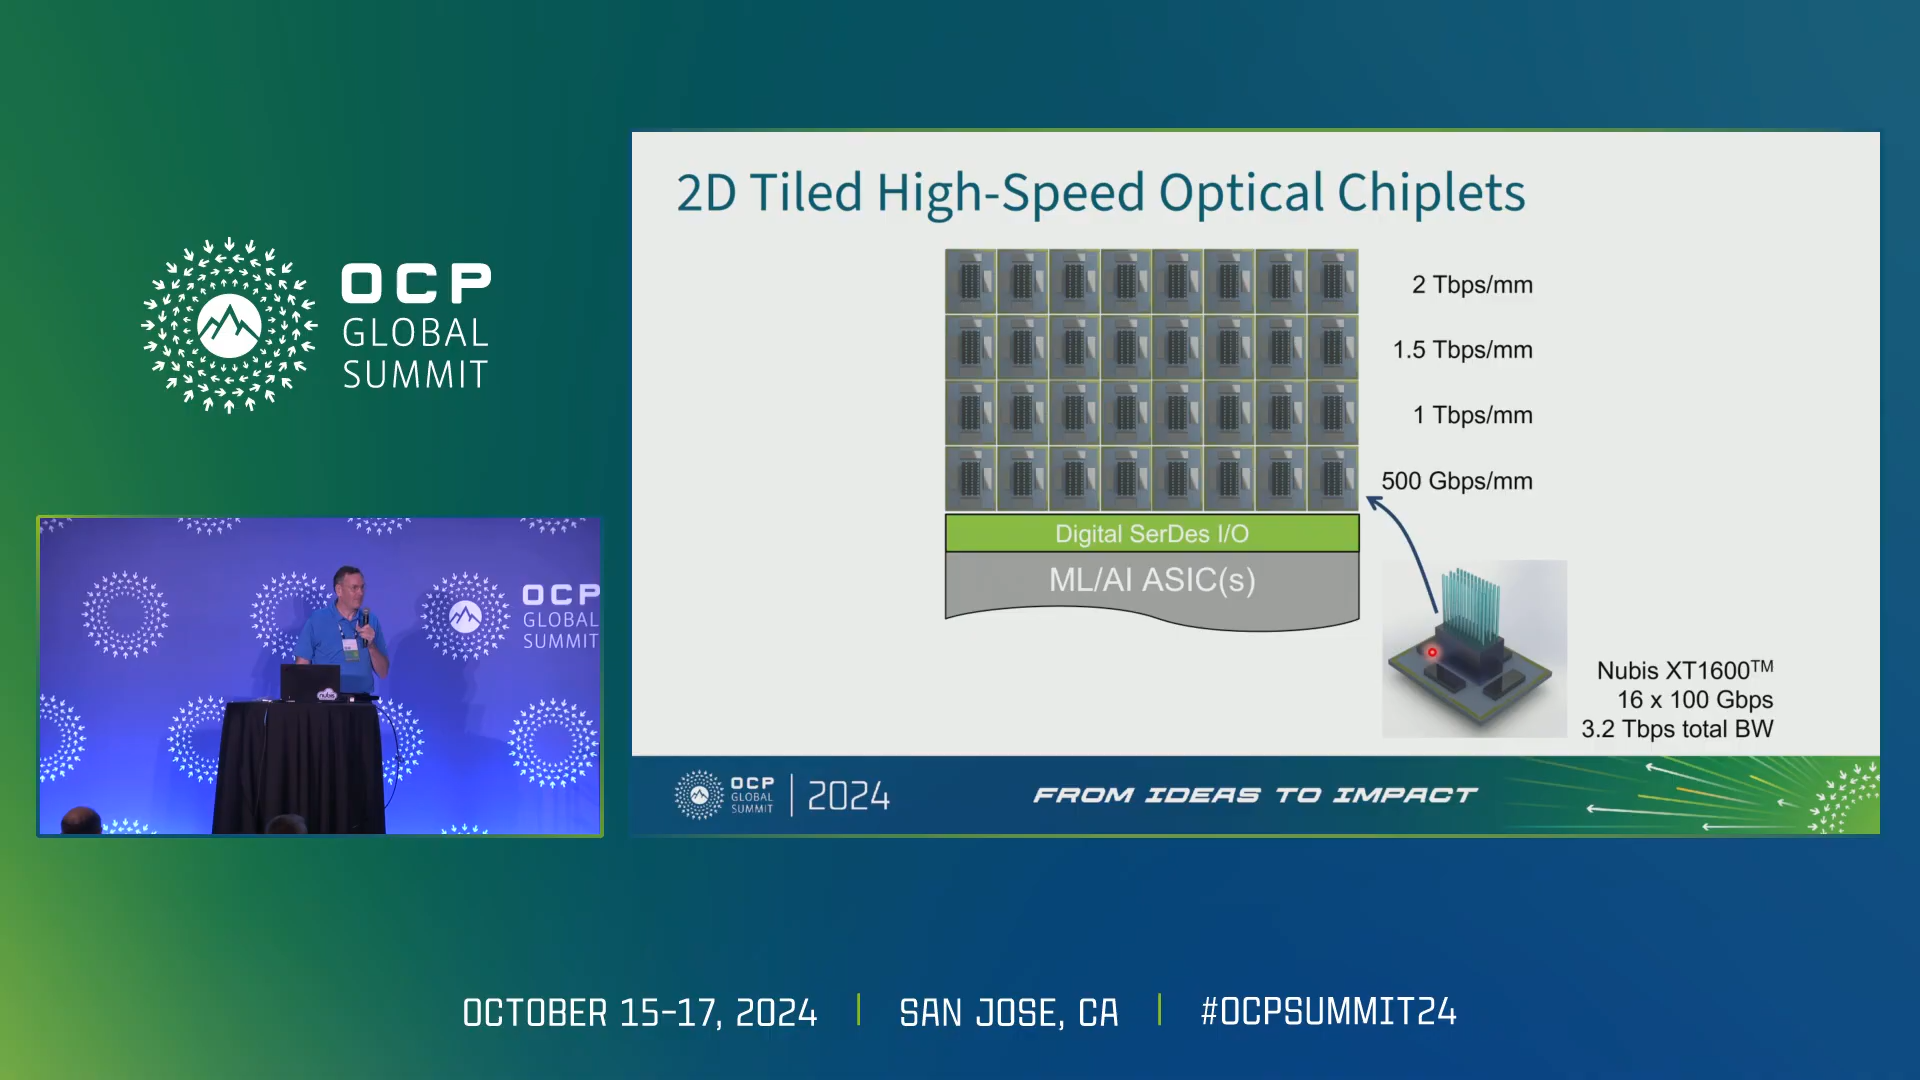 OCP
GLOBAL
SUMMIT
OCP
GLOBAL
SUMMIT
nubis
2D Tiled High-Speed Optical Chiplets
2 Tbps/mm
1.5 Tbps/mm
1 Tbps/mm
500 Gbps/mm
Digital SerDes I/O
ML/AI ASIC(s)
Nubis XT1600™
16 x 100 Gbps
3.2 Tbps total BW
OCP
GLOBAL
SUMMIT
2024
FROM IDEAS TO IMPACT
OCTOBER 15-17, 2024 | SAN JOSE, CA | #OCPSUMMIT24